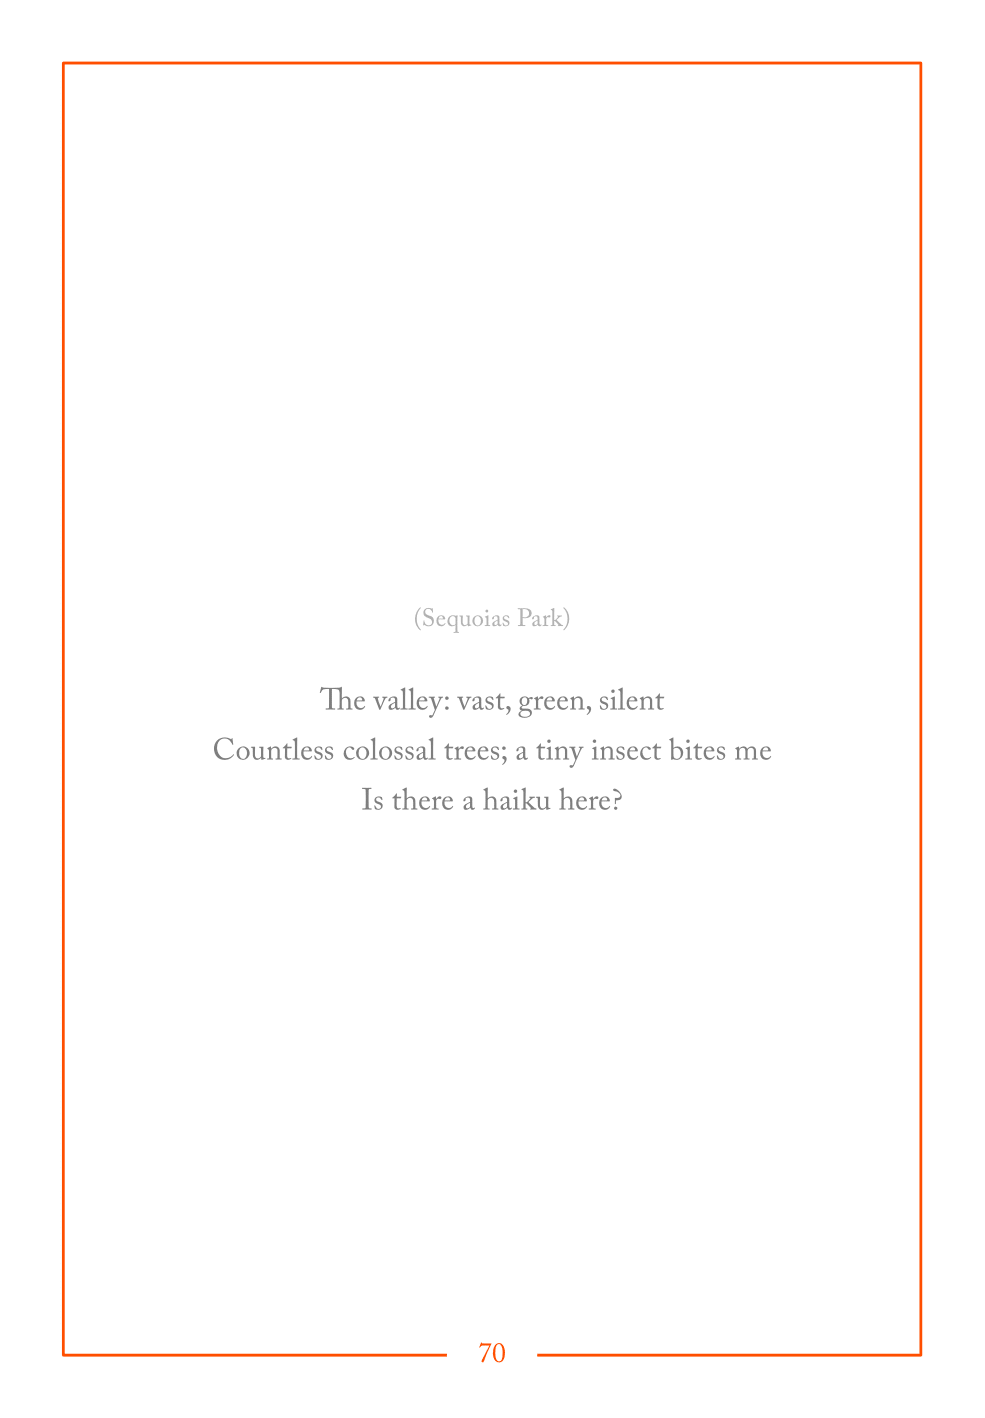 (Sequoias Park)
The valley: vast, green, silent
Countless colossal trees; a tiny insect bites me
Is there a haiku here?
70